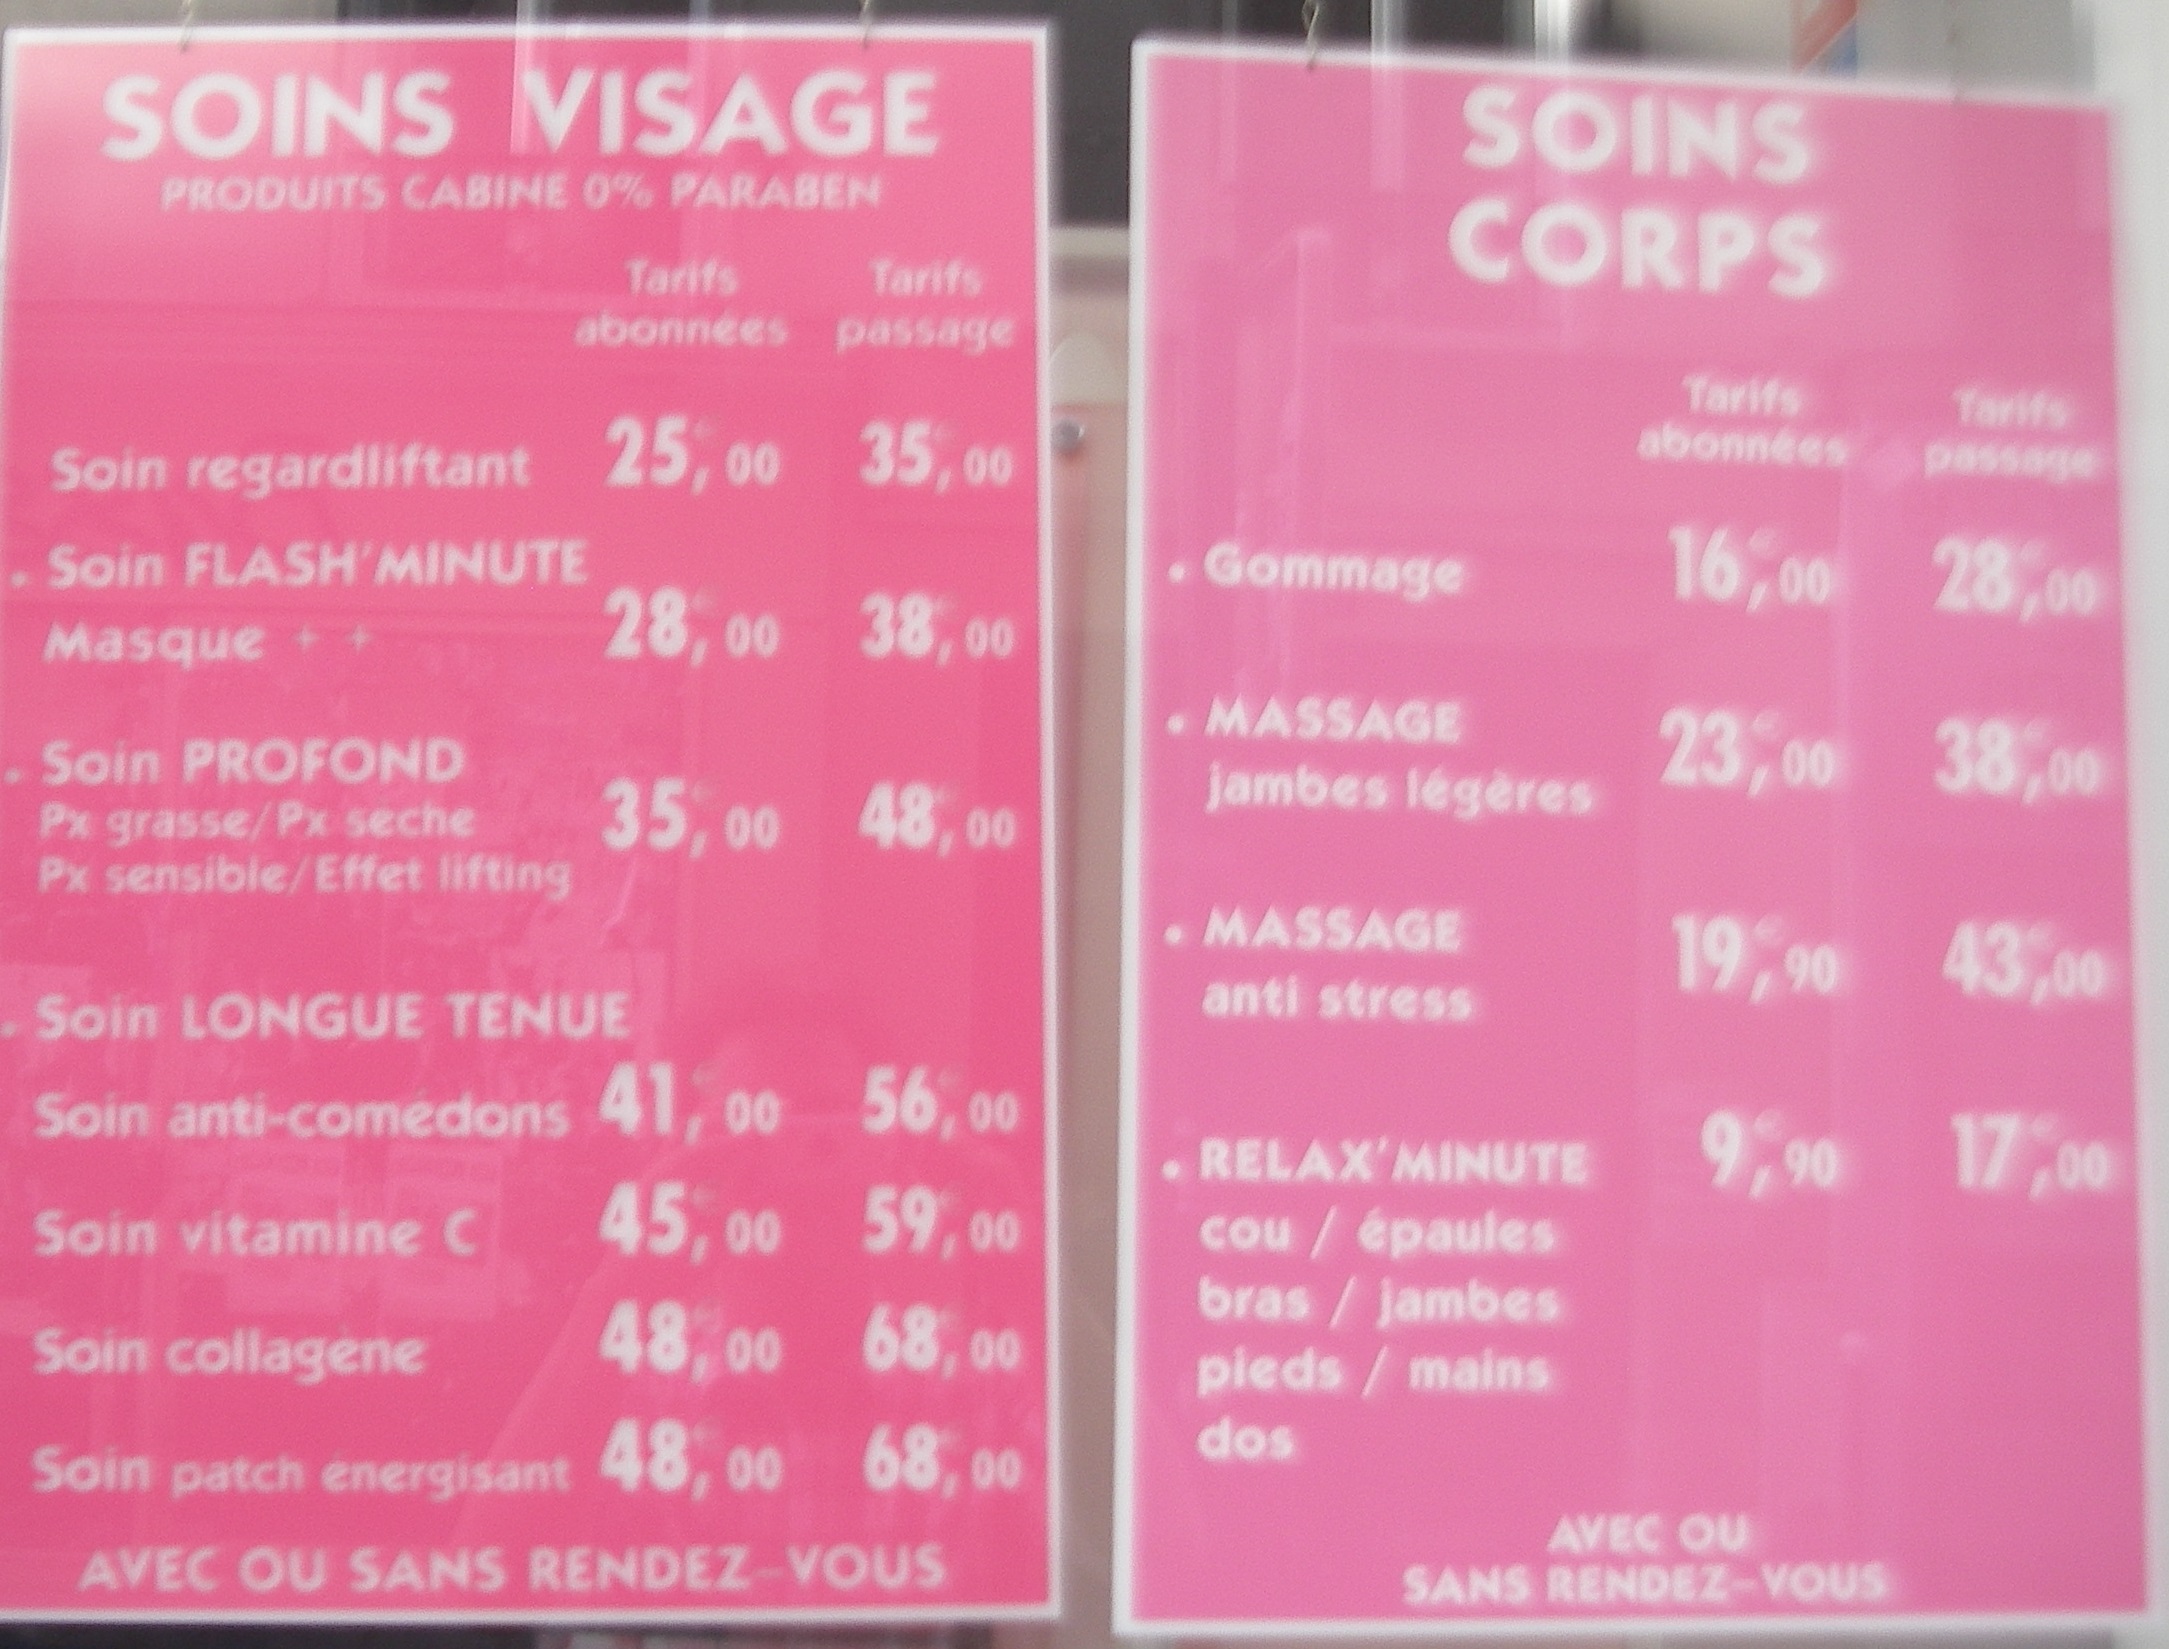 SOINS VISAGE
PRODUITS CABINE 0% PARABEN
Tarifs abonnées
Tarifs passage
Soin regardliftant 25€,00 35€,00
. Soin FLASH'MINUTE
Masque + + 28€,00 38€,00
. Soin PROFOND
Px grasse/Px seche 35€,00 48€,00
Px sensible/Effet lifting
. Soin LONGUE TENUE
Soin anti-comédons 41€,00 56€,00
Soin vitamine C 45€,00 59€,00
Soin collagène 48€,00 68€,00
Soin patch énergisant 48€,00 68€,00
AVEC OU SANS RENDEZ-VOUS
SOINS
CORPS
Tarifs abonnées
Tarifs passage
. Gommage 16€,00 28€,00
. MASSAGE 23€,00 38€,00
jambes légères
. MASSAGE 19€,90 43€,00
anti stress
. RELAX'MINUTE 9€,90 17€,00
cou / épaules
bras / jambes
pieds / mains
dos
AVEC OU
SANS RENDEZ-VOUS